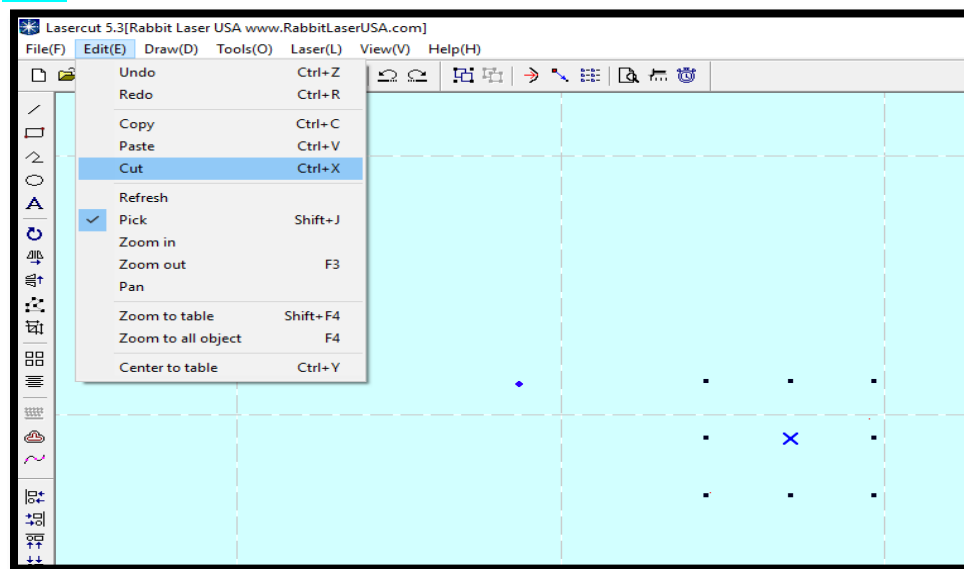 Lasercut 5.3[Rabbit Laser USA www.RabbitLaserUSA.com]
File(F) Edit(E) Draw(D) Tools(O) Laser(L) View(V) Help(H)
Undo Ctrl+Z
Redo Ctrl+R
Copy Ctrl+C
Paste Ctrl+V
Cut Ctrl+X
Refresh
Pick Shift+J
Zoom in
Zoom out F3
Pan
Zoom to table Shift+F4
Zoom to all object F4
Center to table Ctrl+Y